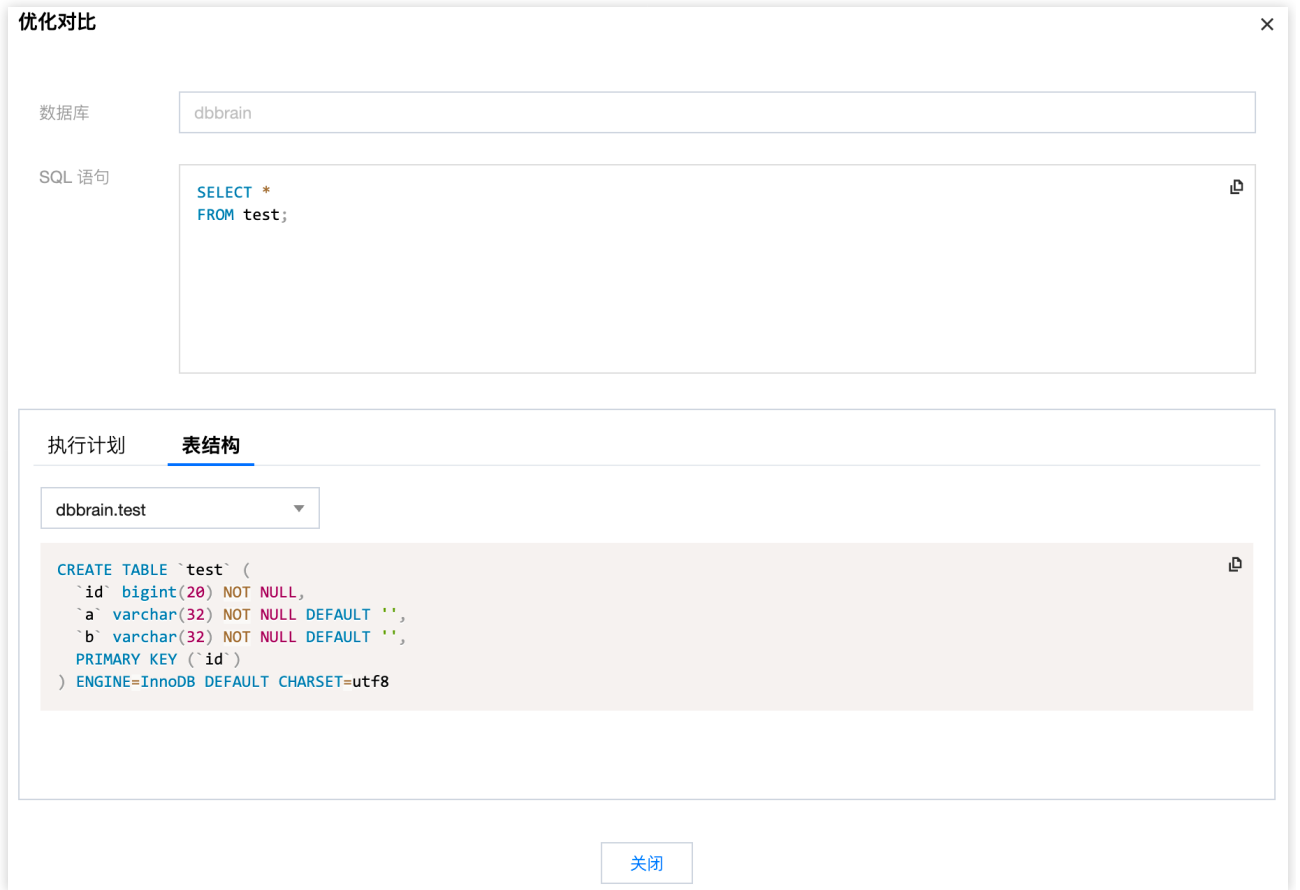 优化对比
数据库
dbbrain
SQL 语句
SELECT *
FROM test;
执行计划 表结构
dbbrain.test
CREATE TABLE `test` (
  `id` bigint(20) NOT NULL,
  `a` varchar(32) NOT NULL DEFAULT '',
  `b` varchar(32) NOT NULL DEFAULT '',
  PRIMARY KEY (`id`)
) ENGINE=InnoDB DEFAULT CHARSET=utf8
关闭